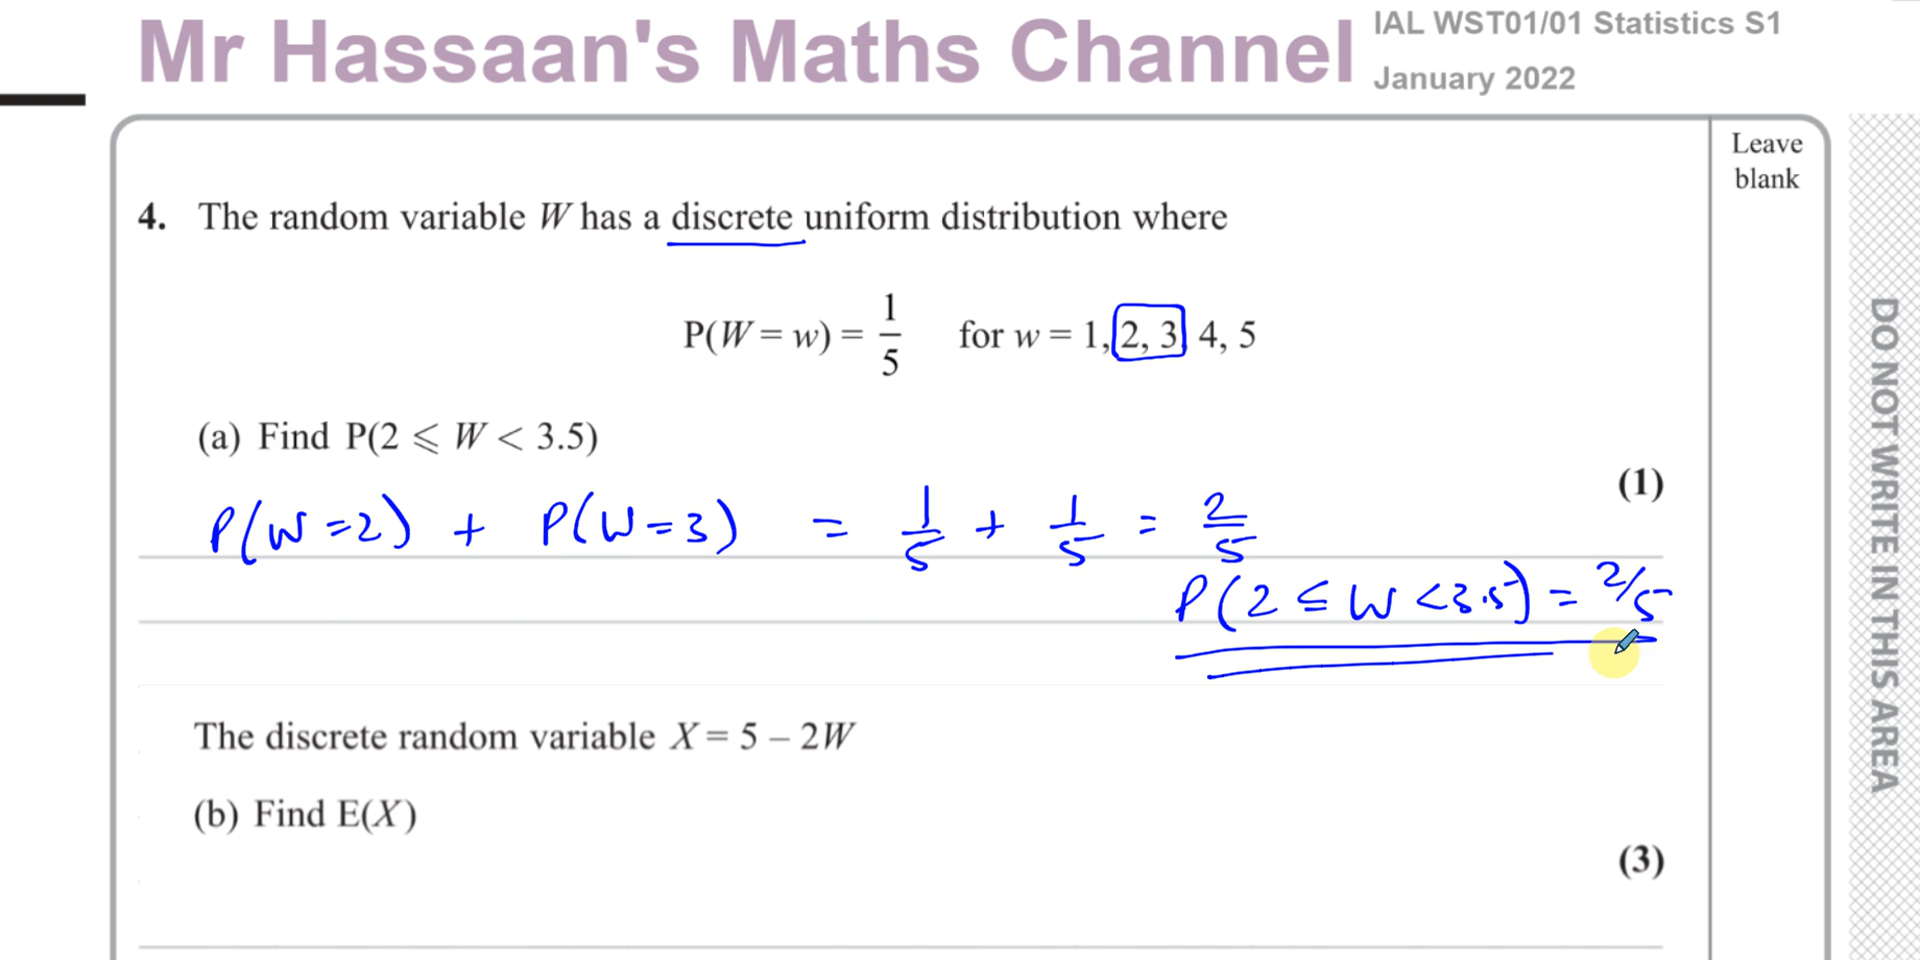 Mr Hassaan's Maths Channel
IAL WST01/01 Statistics S1
January 2022
Leave
blank
4. The random variable W has a discrete uniform distribution where
P(W = w) = 1/5 for w = 1, 2, 3, 4, 5
(a) Find P(2 ⩽ W < 3.5)
(1)
P(W=2) + P(W=3) = 1/5 + 1/5 = 2/5
P(2 ≤ W < 3.5) = 2/5
The discrete random variable X = 5 – 2W
(b) Find E(X)
(3)
DO NOT WRITE IN THIS AREA